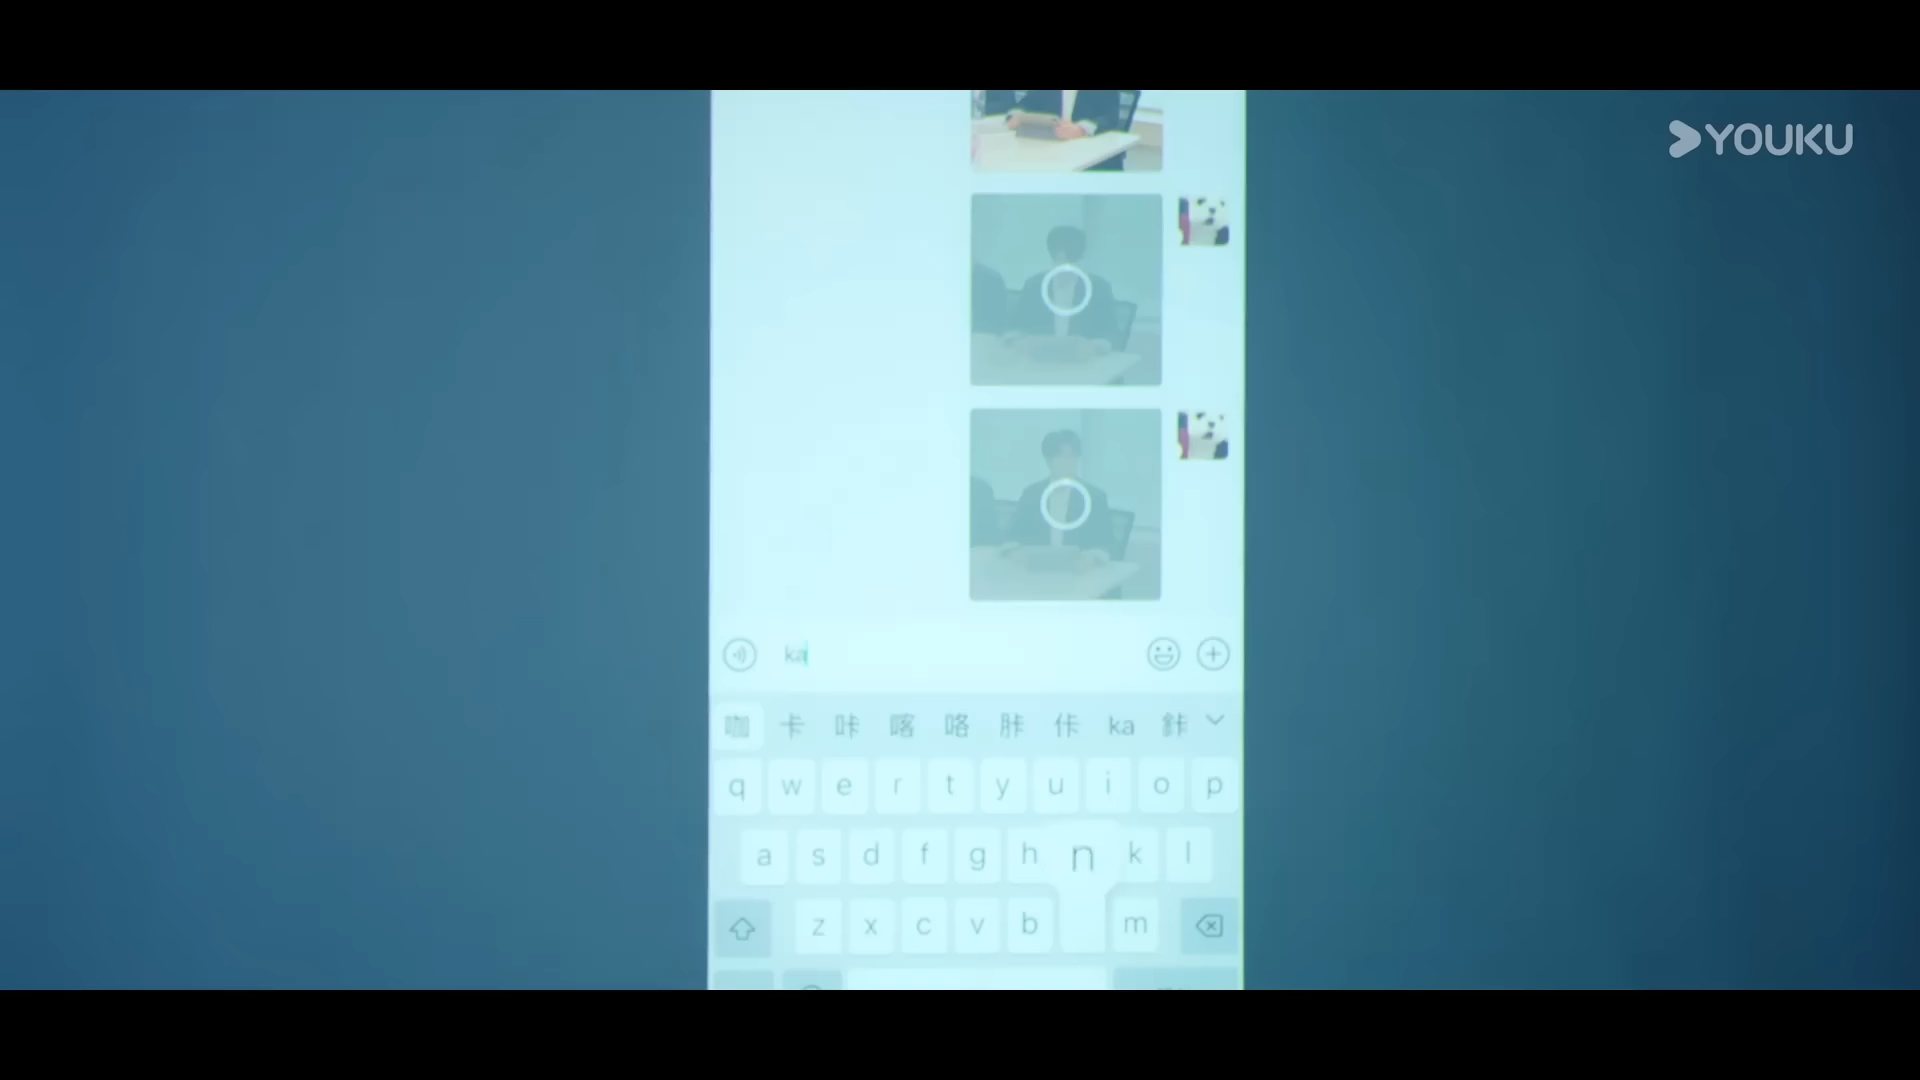 YOUKU
ka
咖 卡 咔 喀 咯 胩 佧 ka 鉲
q w e r t y u i o p
a s d f g h n k l
z x c v b m